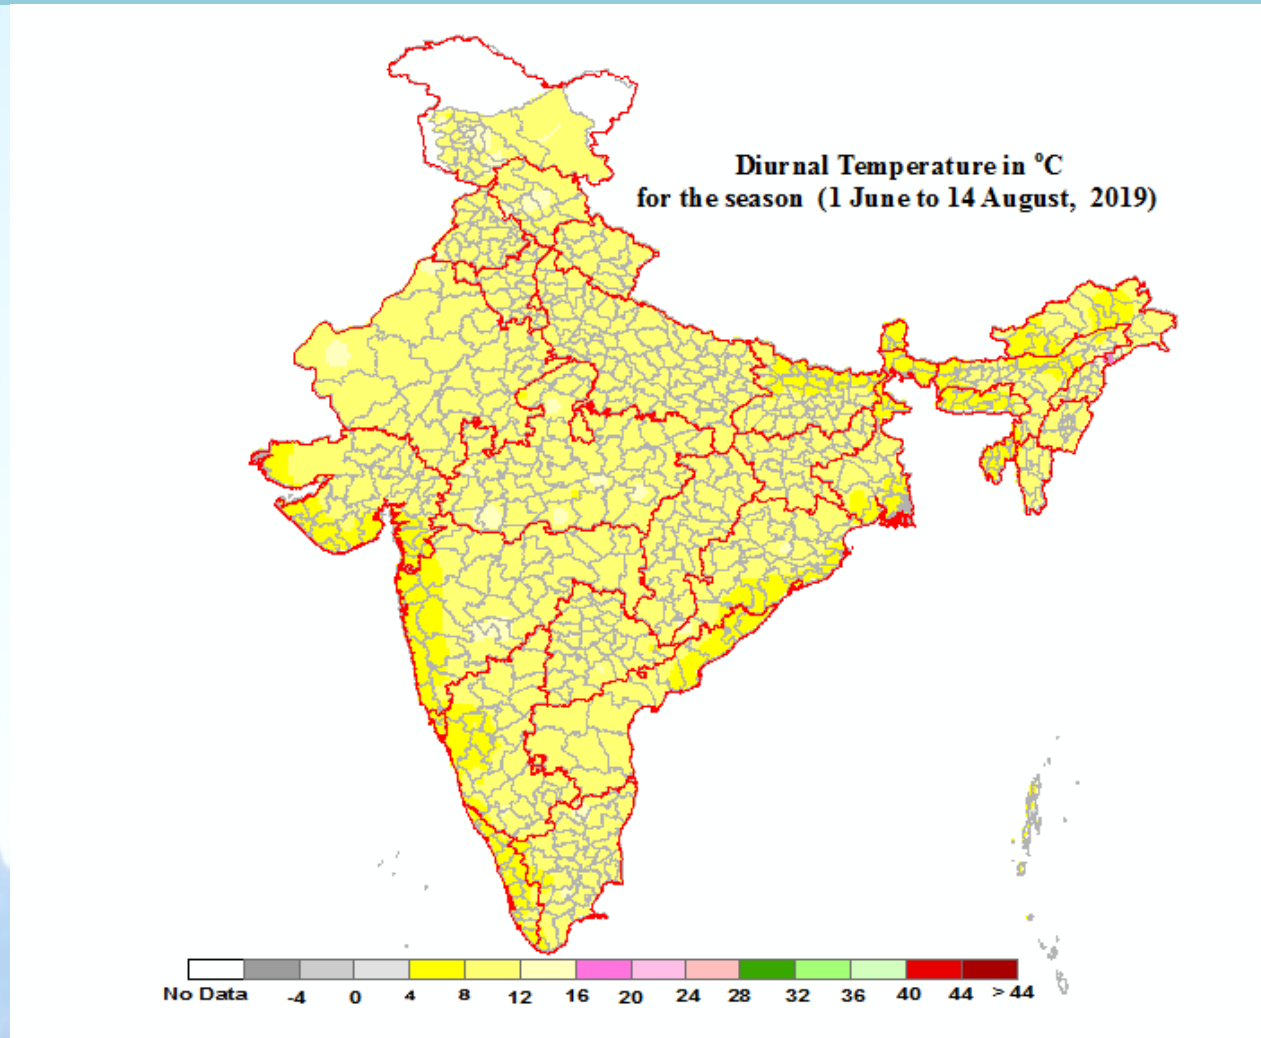 Diurnal Temperature in °C
for the season (1 June to 14 August, 2019)
No Data -4 0 4 8 12 16 20 24 28 32 36 40 44 > 44